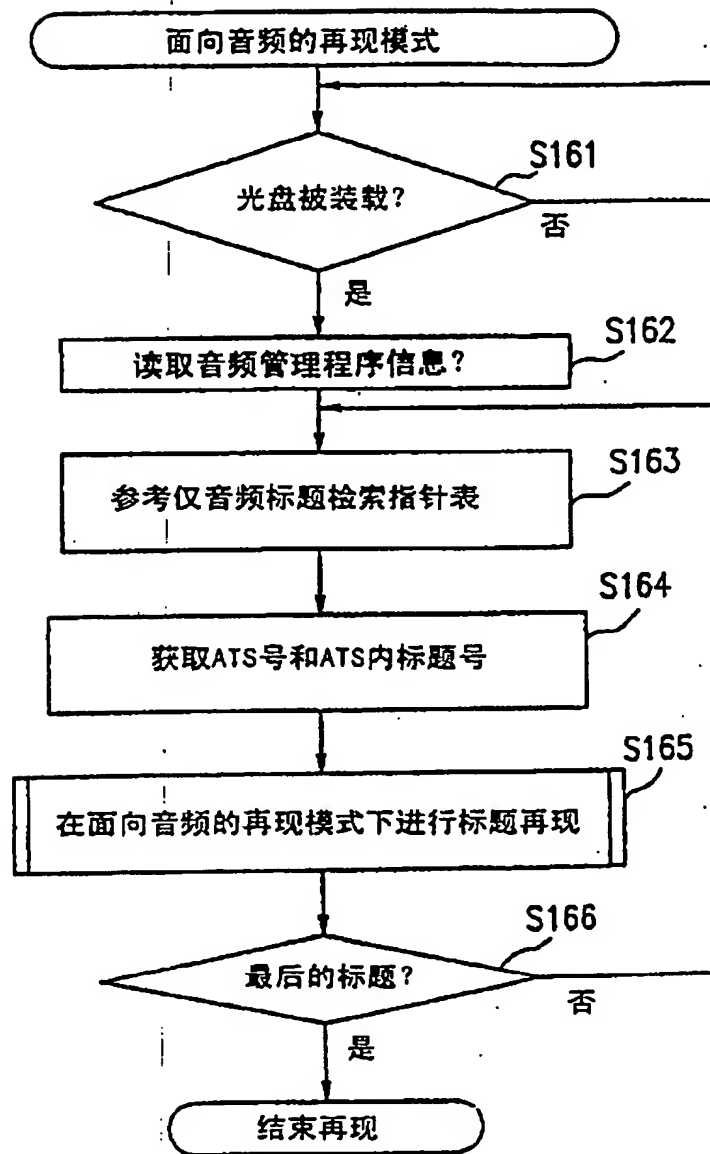 面向音频的再现模式
S161
光盘被装载?
否
是
S162
读取音频管理程序信息?
S163
参考仅音频标题检索指针表
S164
获取ATS号和ATS内标题号
S165
在面向音频的再现模式下进行标题再现
S166
最后的标题?
否
是
结束再现